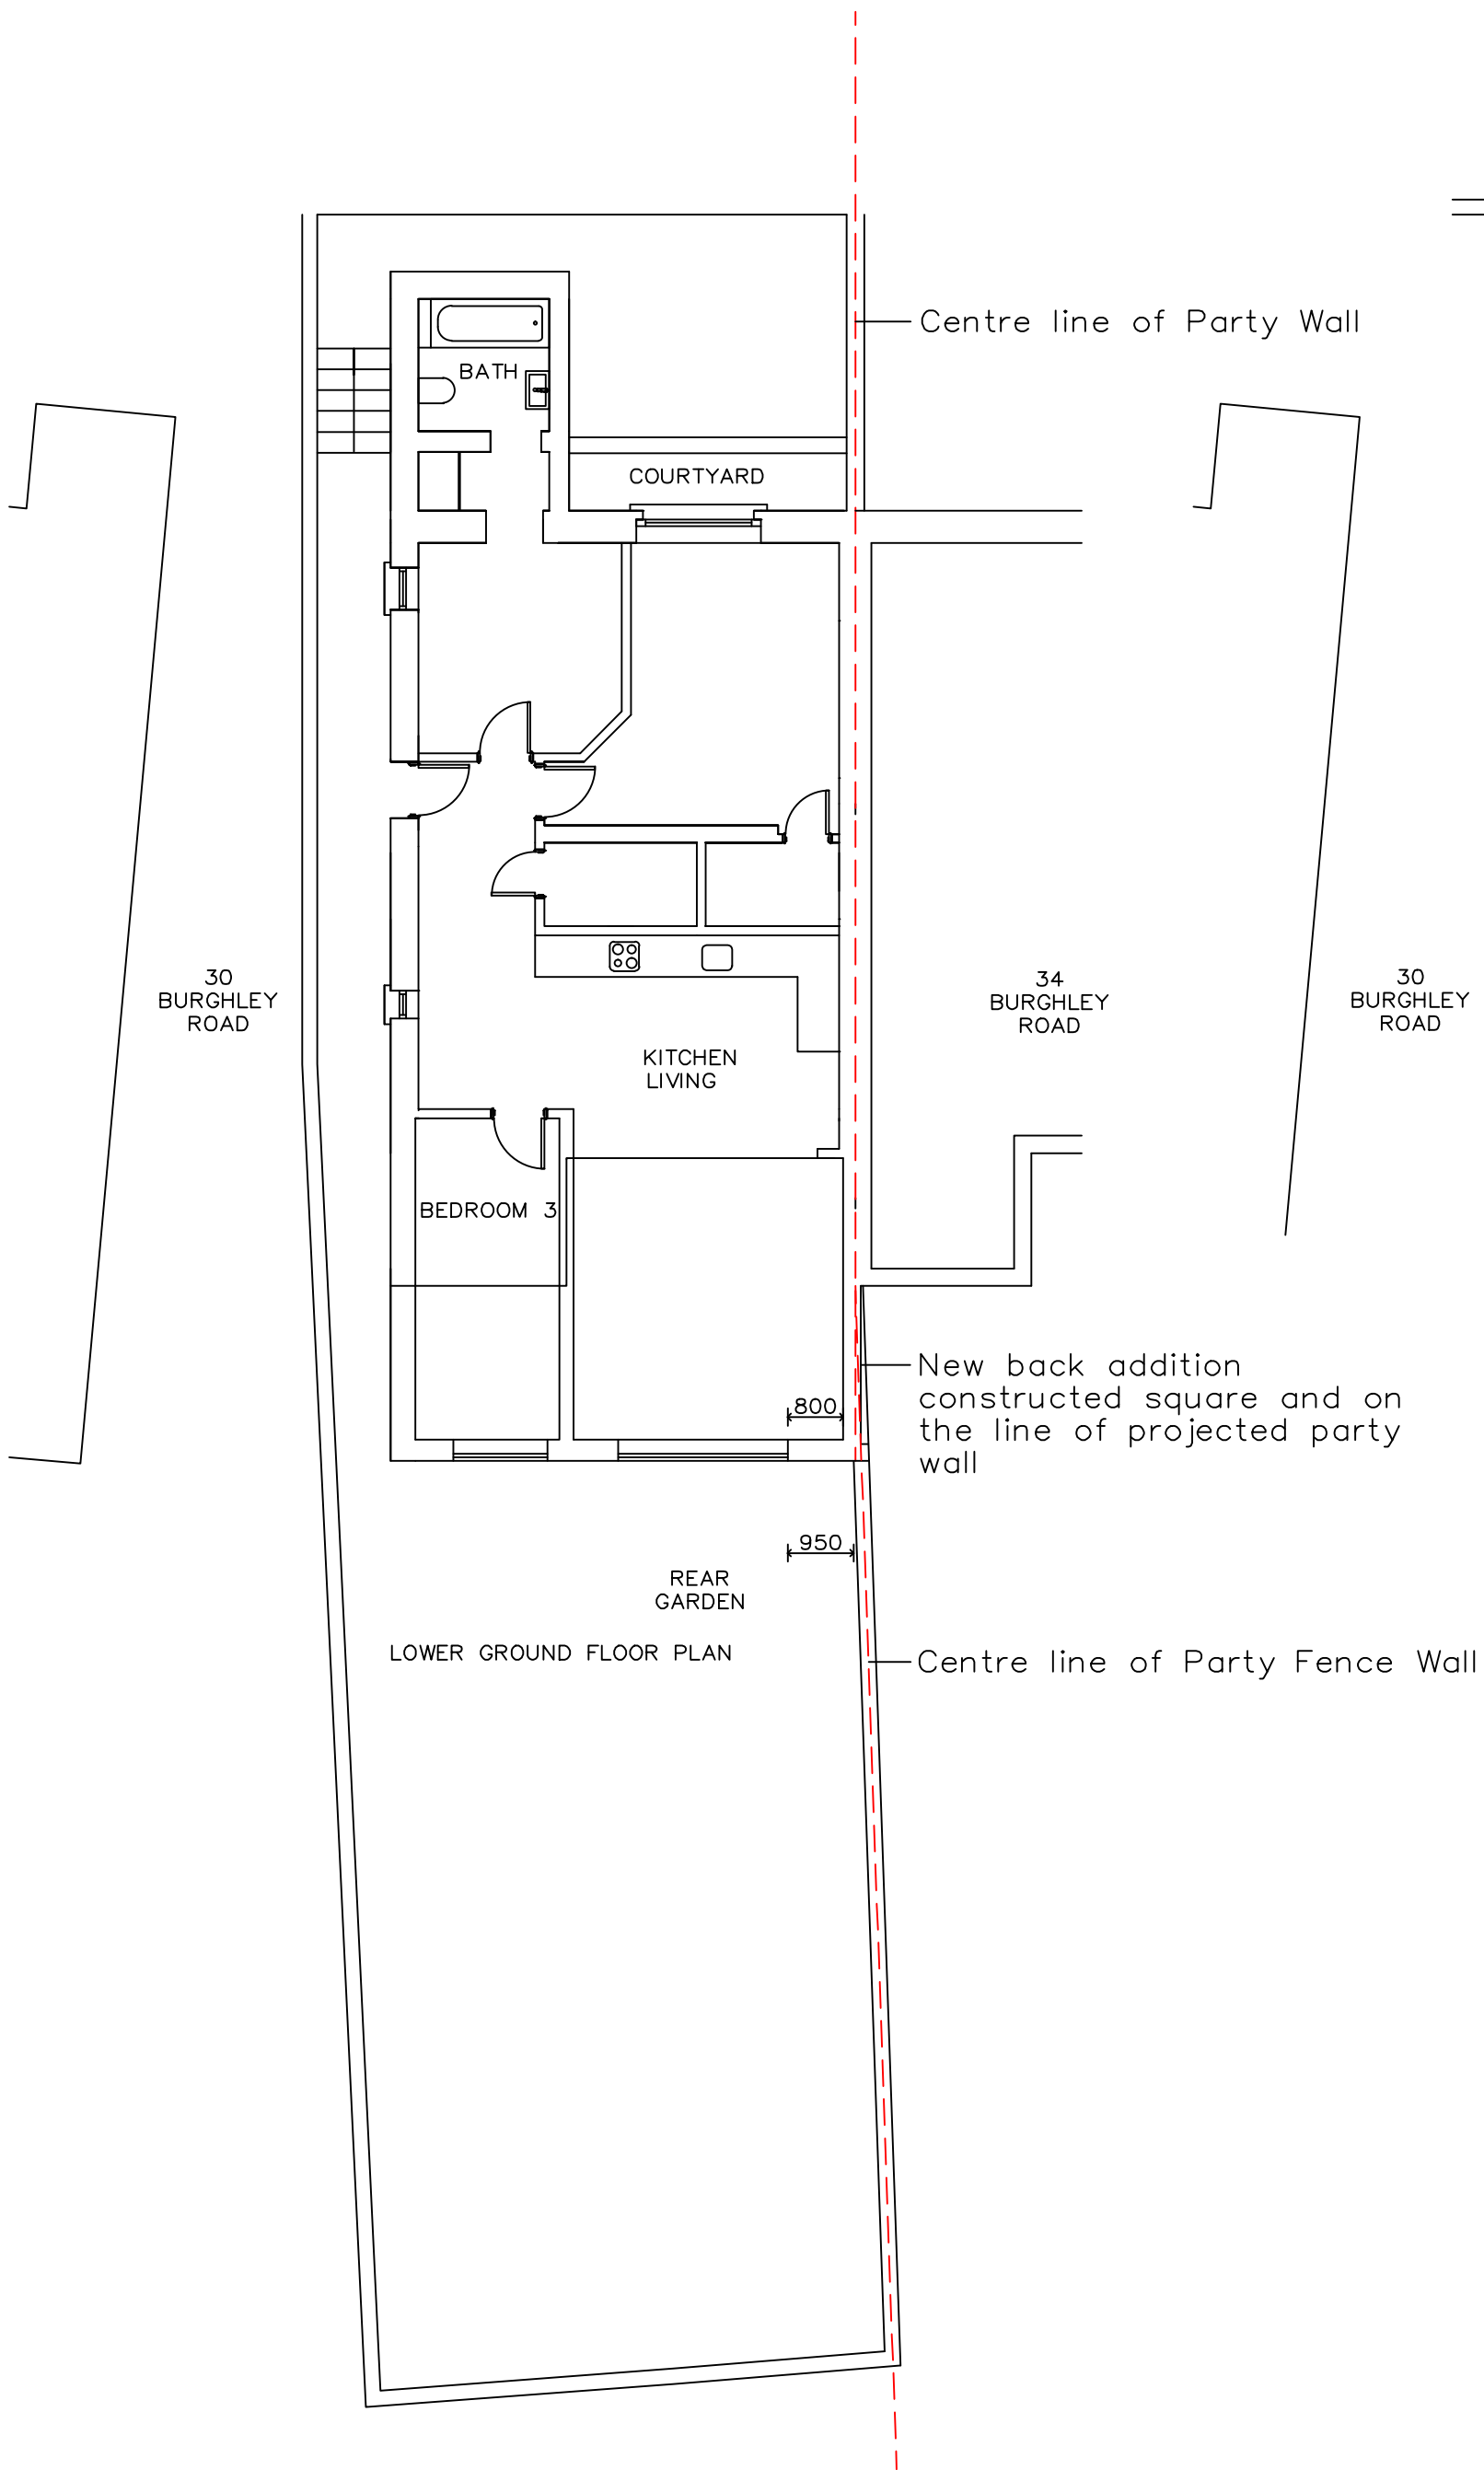 Centre line of Party Wall
BATH
COURTYARD
30
BURGHLEY
ROAD
34
BURGHLEY
ROAD
30
BURGHLEY
ROAD
KITCHEN
LIVING
BEDROOM 3
New back addition
constructed square and on
the line of projected party
wall
800
950
REAR
GARDEN
LOWER GROUND FLOOR PLAN
Centre line of Party Fence Wall